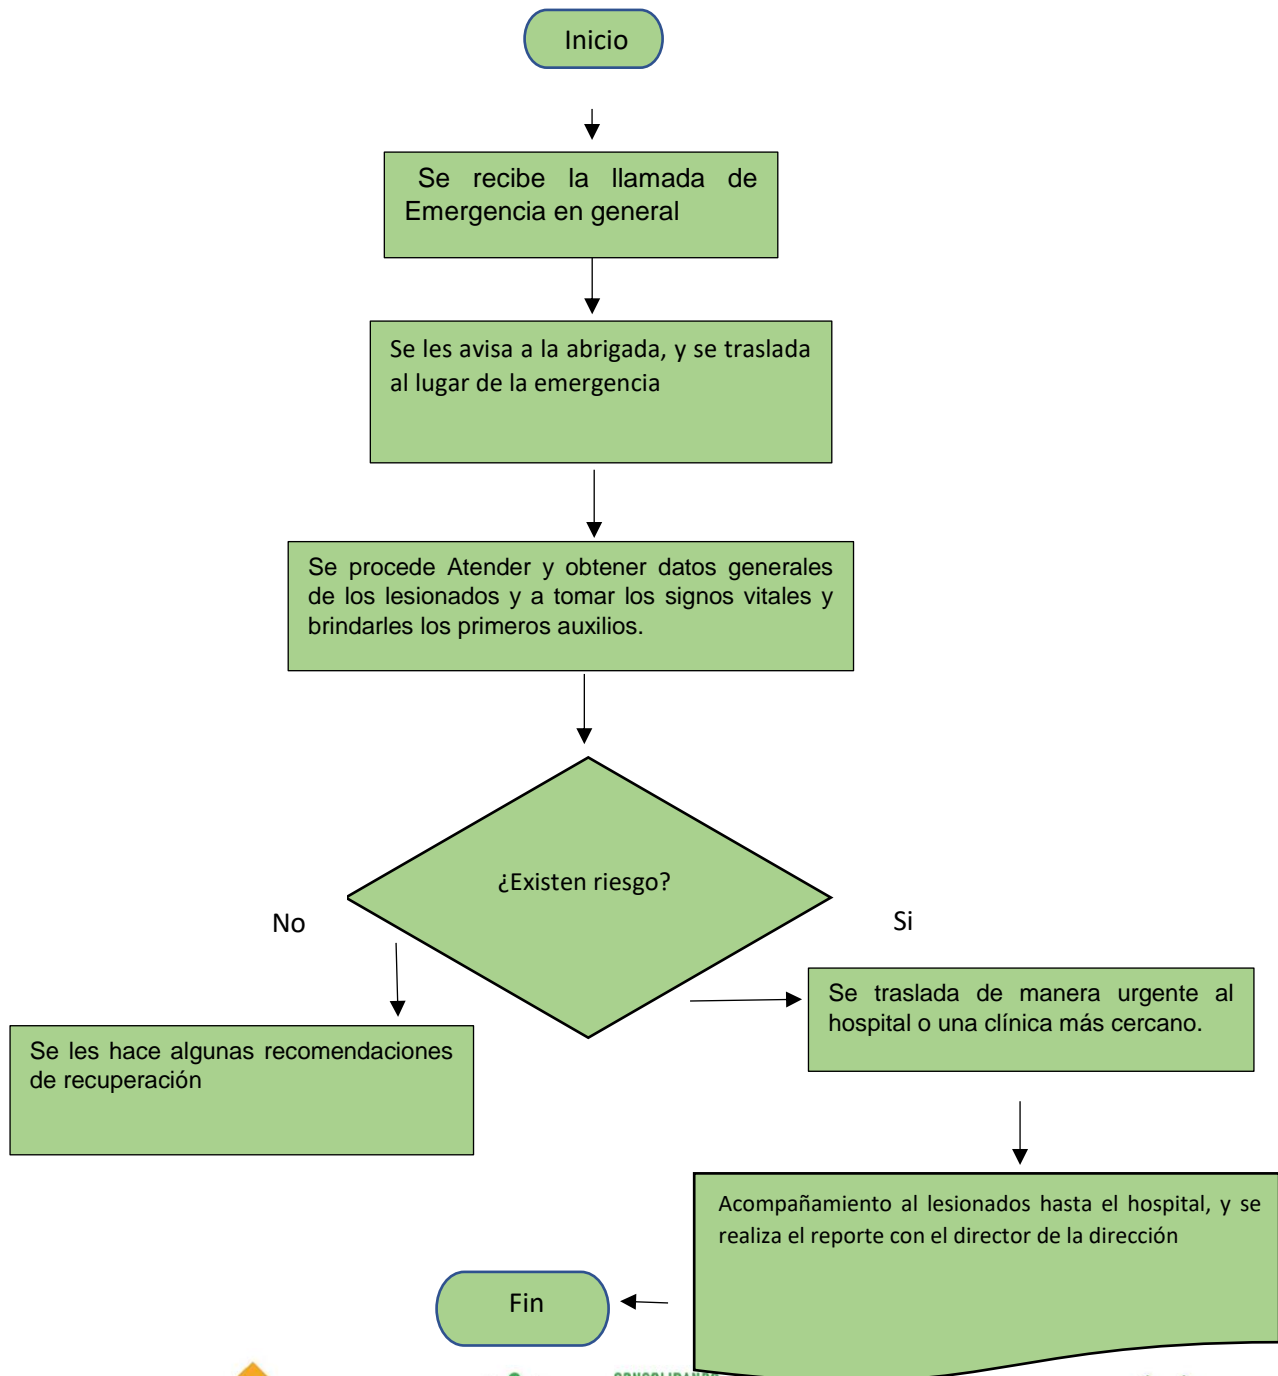 Inicio
Se recibe la llamada de
Emergencia en general
Se les avisa a la abrigada, y se traslada
al lugar de la emergencia
Se procede Atender y obtener datos generales
de los lesionados y a tomar los signos vitales y
brindarles los primeros auxilios.
¿Existen riesgo?
No
Si
Se traslada de manera urgente al
hospital o una clínica más cercano.
Se les hace algunas recomendaciones
de recuperación
Acompañamiento al lesionados hasta el hospital, y se
realiza el reporte con el director de la dirección
Fin